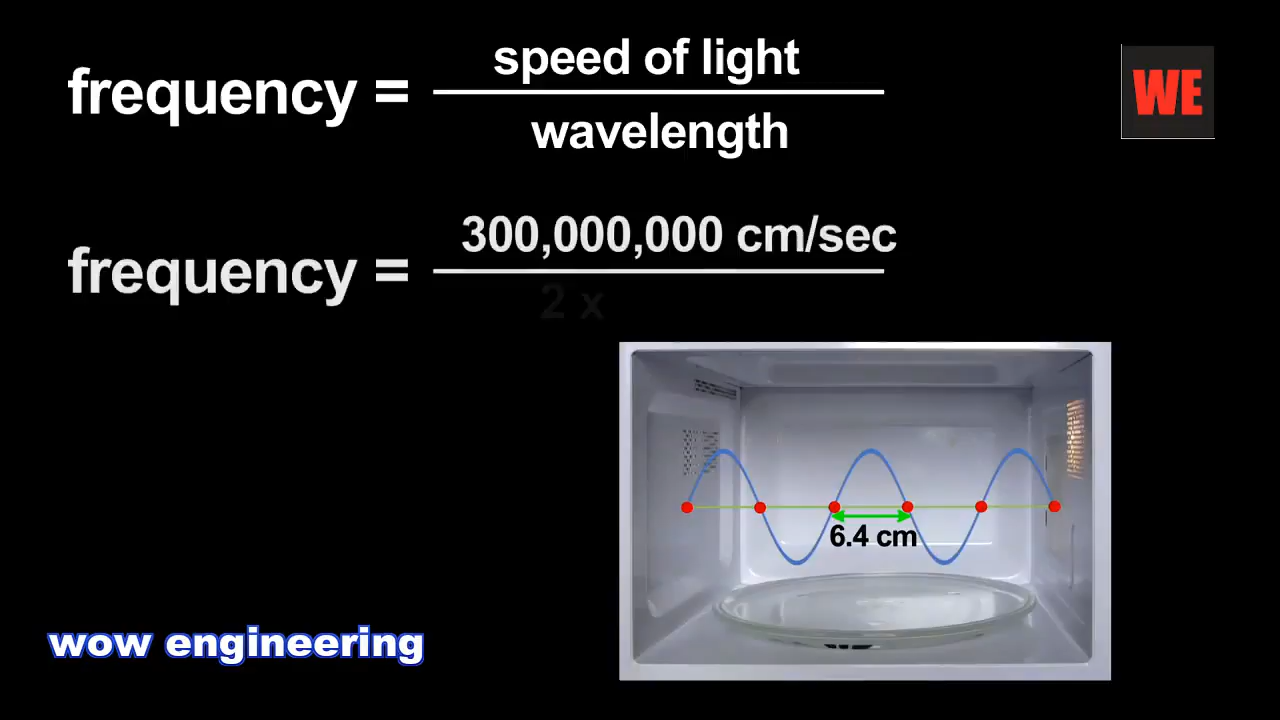 speed of light
frequency =
wavelength
WE
300,000,000 cm/sec
frequency =
2 x
6.4 cm
wow engineering